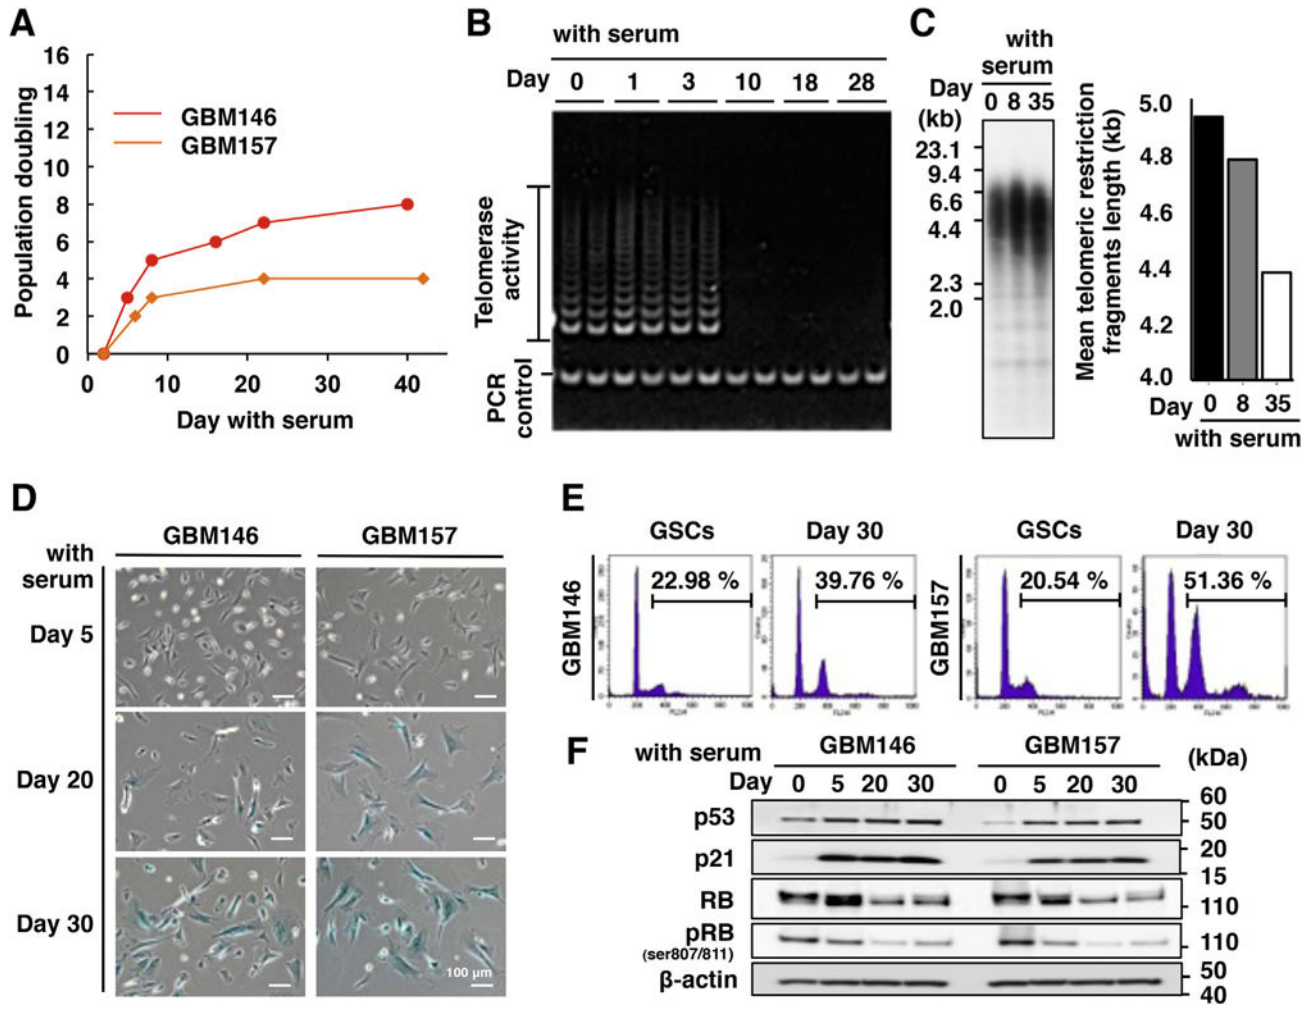 A
16
14
12
10
8
6
4
2
0
Population doubling
GBM146
GBM157
0 10 20 30 40
Day with serum
B
with serum
Day 0 1 3 10 18 28
Telomerase
activity
PCR
control
C
with
serum
Day 0 8 35
(kb)
23.1
9.4
6.6
4.4
2.3
2.0
Mean telomeric restriction
fragments length (kb)
5.0
4.8
4.6
4.4
4.2
4.0
Day 0 8 35
with serum
D
GBM146 GBM157
with
serum
Day 5
Day 20
Day 30
100 µm
E
GSCs Day 30 GSCs Day 30
GBM146
22.98 % 39.76 %
GBM157
20.54 % 51.36 %
F
with serum GBM146 GBM157 (kDa)
Day 0 5 20 30 0 5 20 30
p53
60
50
p21
20
15
RB
110
pRB
(ser807/811)
110
β-actin
50
40